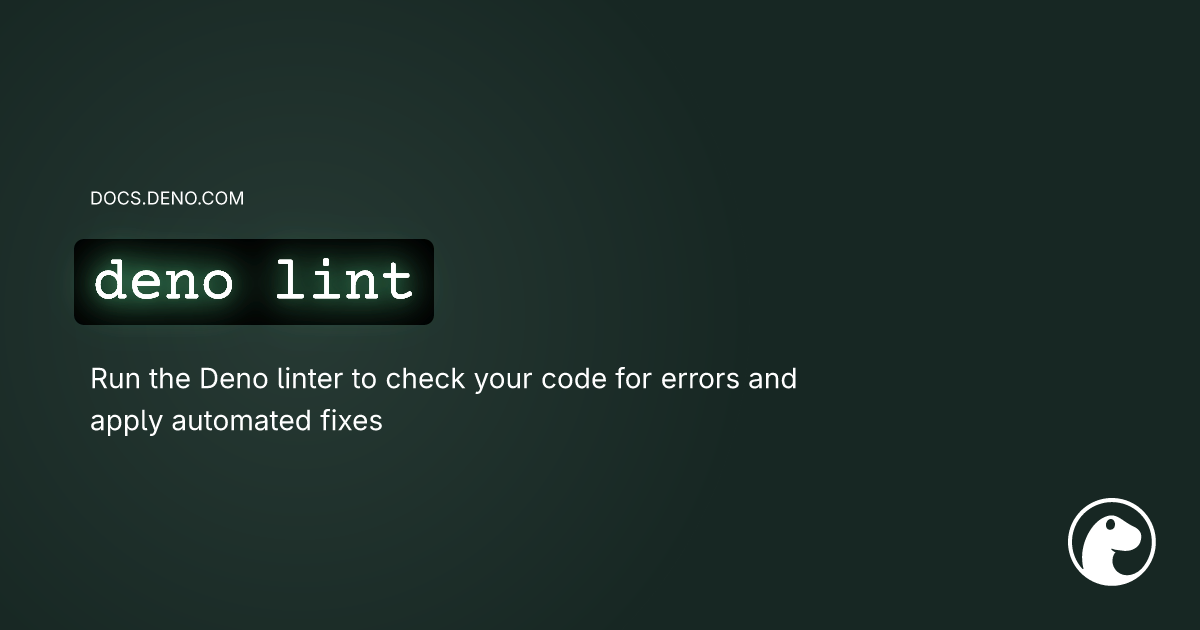 DOCS.DENO.COM
deno lint
Run the Deno linter to check your code for errors and
apply automated fixes